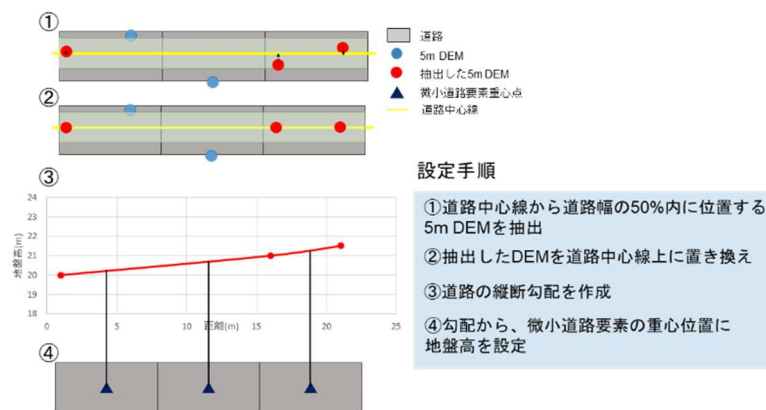 ①
道路
5m DEM
抽出した5m DEM
微小道路要素重心点
道路中心線
②
③
地盤高(m)
24
23
22
21
20
19
18
0
5
10
15
20
25
距離(m)
④
設定手順
①道路中心線から道路幅の50%内に位置する
5m DEMを抽出
②抽出したDEMを道路中心線上に置き換え
③道路の縦断勾配を作成
④勾配から、微小道路要素の重心位置に
地盤高を設定